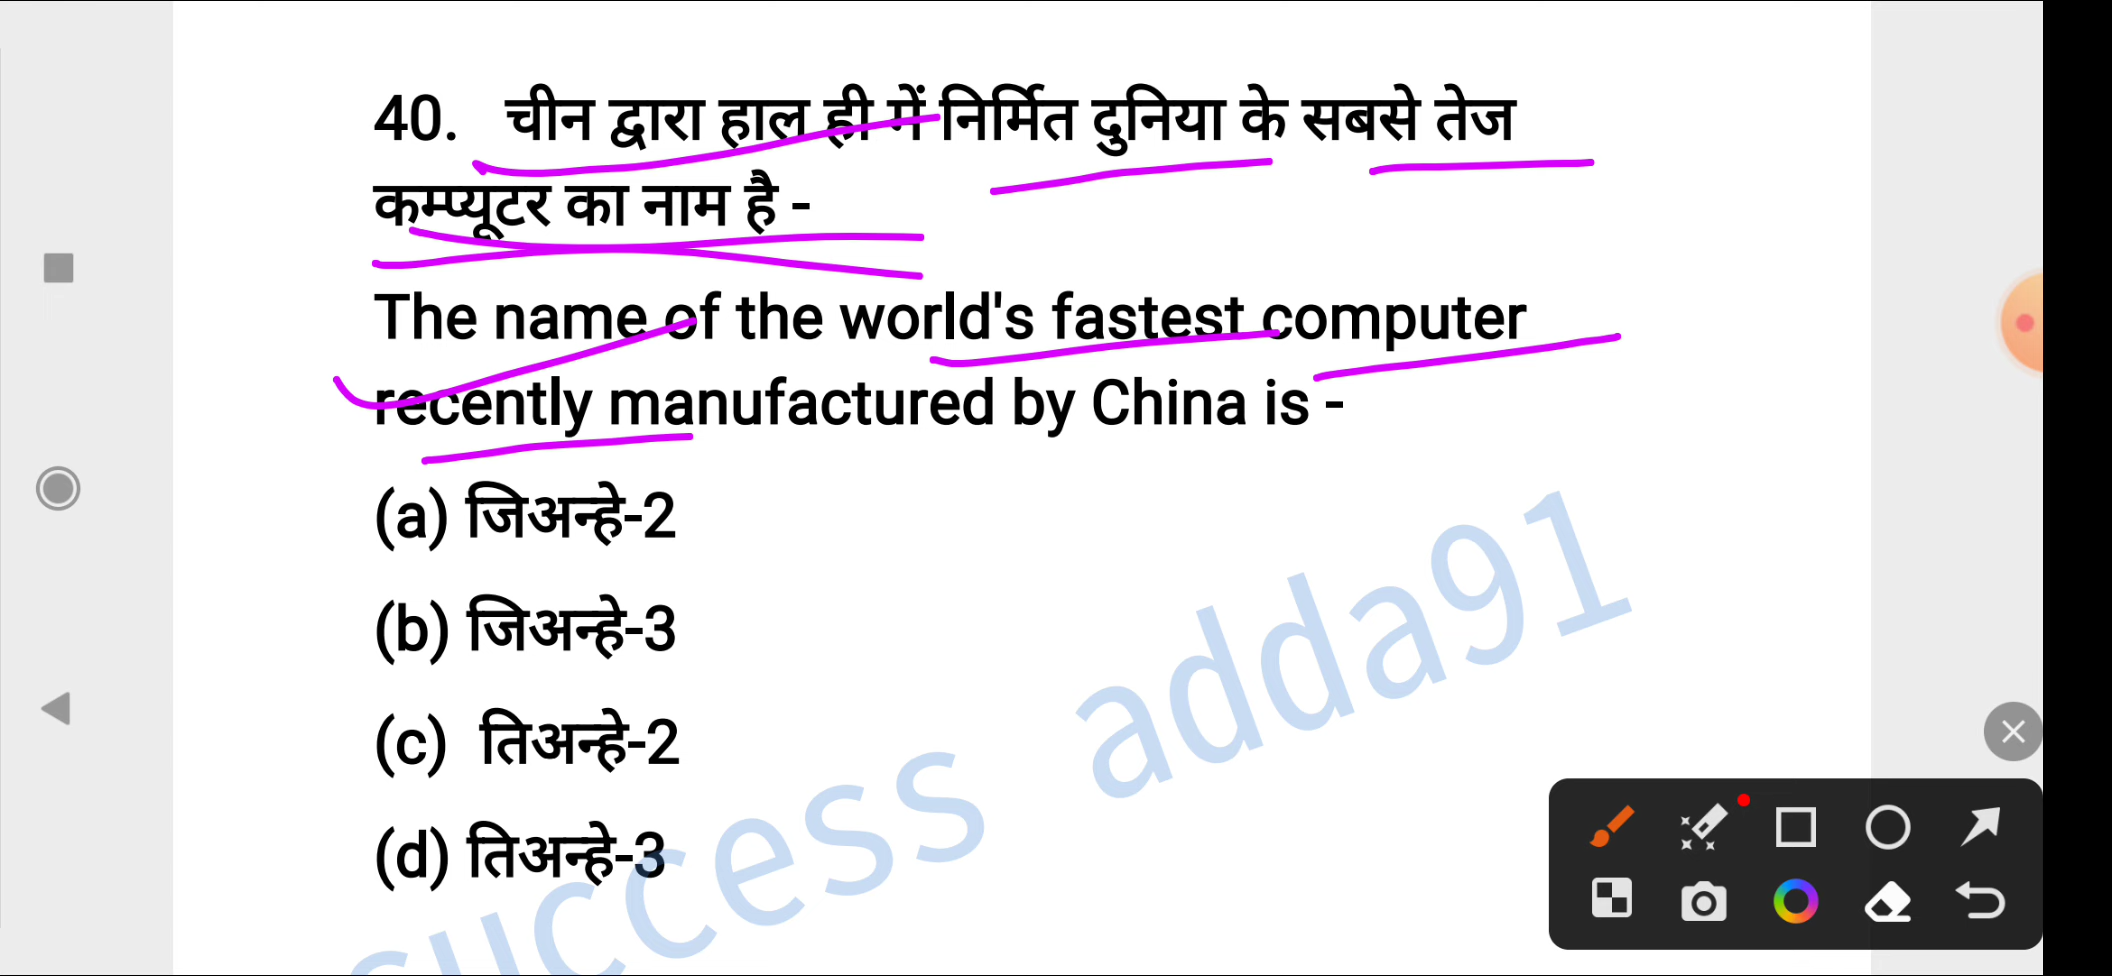 40. चीन द्वारा हाल ही में निर्मित दुनिया के सबसे तेज
कम्प्यूटर का नाम है -
The name of the world's fastest computer
recently manufactured by China is -
(a) जिअन्हे-2
(b) जिअन्हे-3
(c) तिअन्हे-2
(d) तिअन्हे-3
success adda91